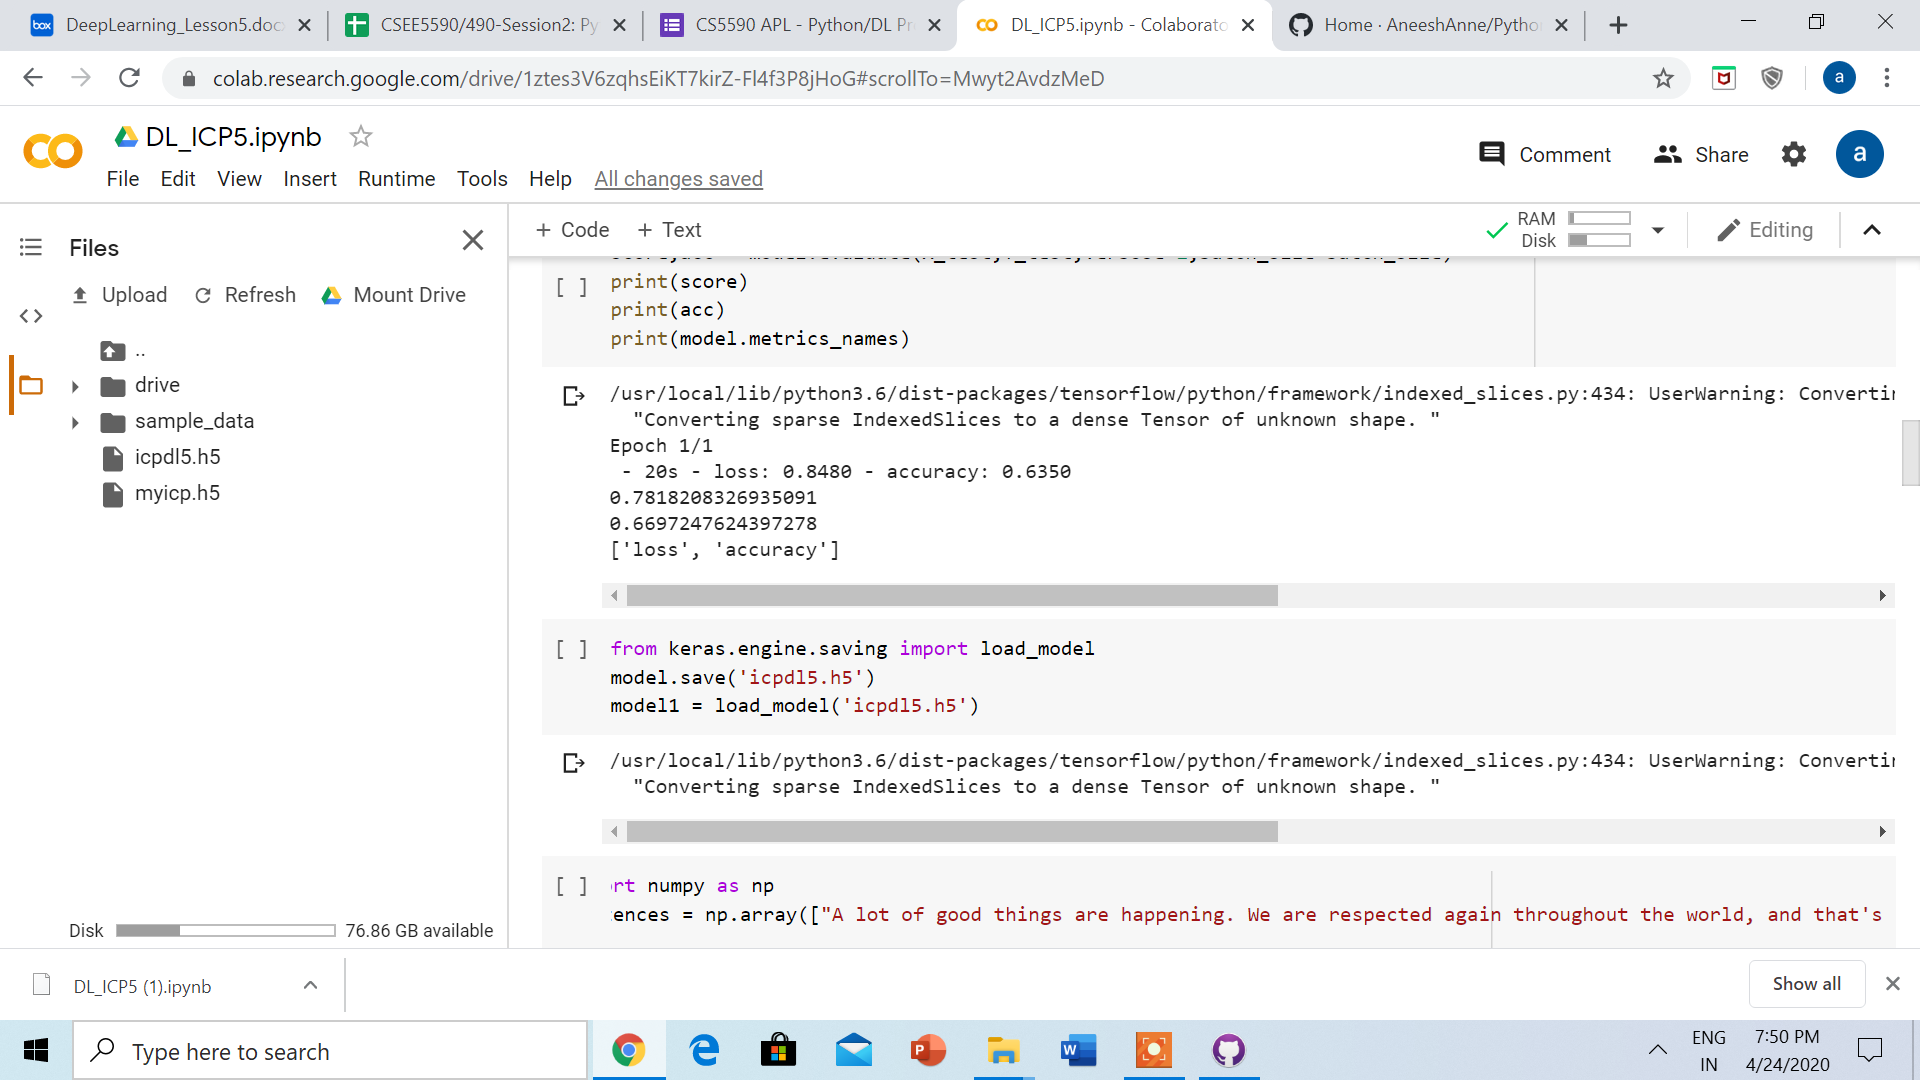 DeepLearning_Lesson5.doc
CSEE5590/490-Session2: Py
CS5590 APL - Python/DL Pr
DL_ICP5.ipynb - Colaborato
Home · AneeshAnne/Pytho
colab.research.google.com/drive/1ztes3V6zqhsEiKT7kirZ-Fl4f3P8jHoG#scrollTo=Mwyt2AvdzMeD
DL_ICP5.ipynb
Comment
Share
File Edit View Insert Runtime Tools Help All changes saved
Files
+ Code + Text
RAM
Disk
Editing
Upload Refresh Mount Drive
..
drive
sample_data
icpdl5.h5
myicp.h5
Disk 76.86 GB available
[ ] print(score)
print(acc)
print(model.metrics_names)
/usr/local/lib/python3.6/dist-packages/tensorflow/python/framework/indexed_slices.py:434: UserWarning: Convertin
"Converting sparse IndexedSlices to a dense Tensor of unknown shape. "
Epoch 1/1
- 20s - loss: 0.8480 - accuracy: 0.6350
0.7818208326935091
0.6697247624397278
['loss', 'accuracy']
[ ] from keras.engine.saving import load_model
model.save('icpdl5.h5')
model1 = load_model('icpdl5.h5')
/usr/local/lib/python3.6/dist-packages/tensorflow/python/framework/indexed_slices.py:434: UserWarning: Convertin
"Converting sparse IndexedSlices to a dense Tensor of unknown shape. "
[ ] rt numpy as np
ences = np.array(["A lot of good things are happening. We are respected again throughout the world, and that's
DL_ICP5 (1).ipynb
Show all
Type here to search
ENG
IN
7:50 PM
4/24/2020